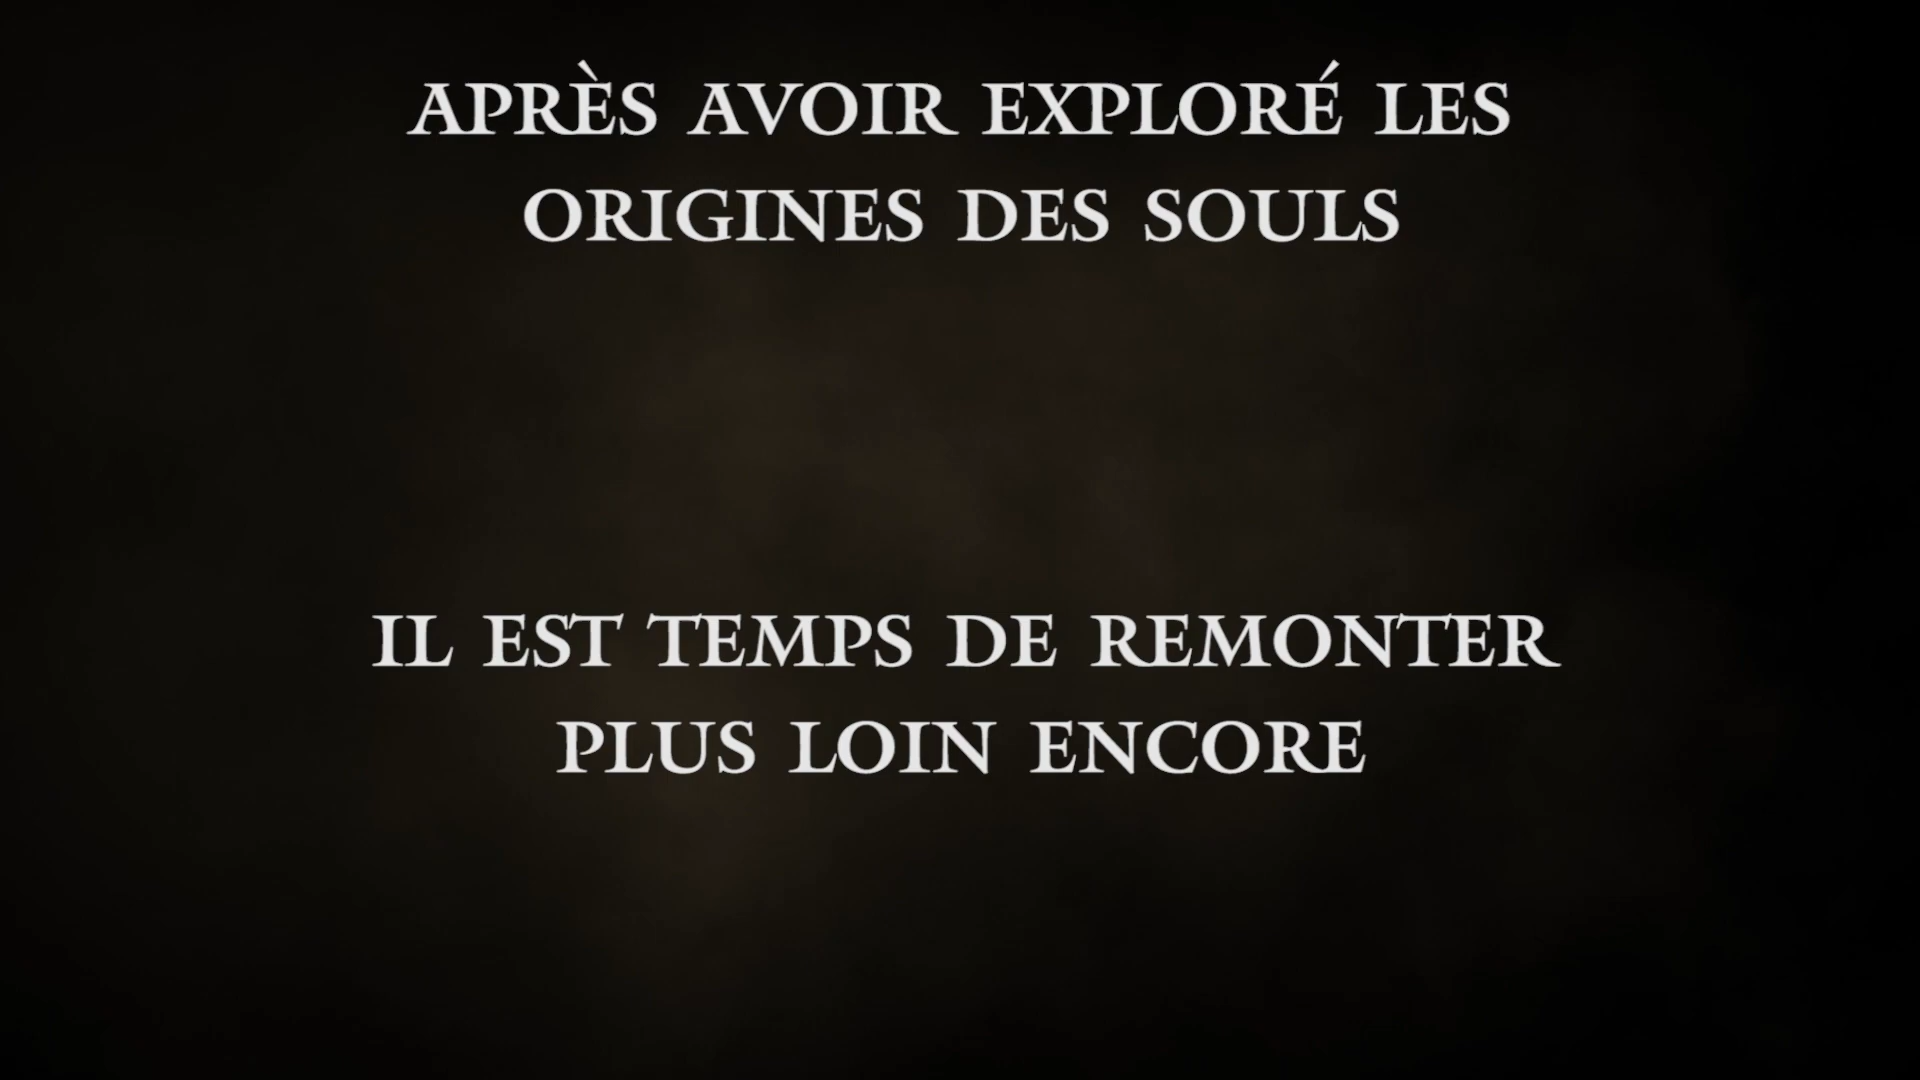 APRÈS AVOIR EXPLORÉ LES
ORIGINES DES SOULS
IL EST TEMPS DE REMONTER
PLUS LOIN ENCORE